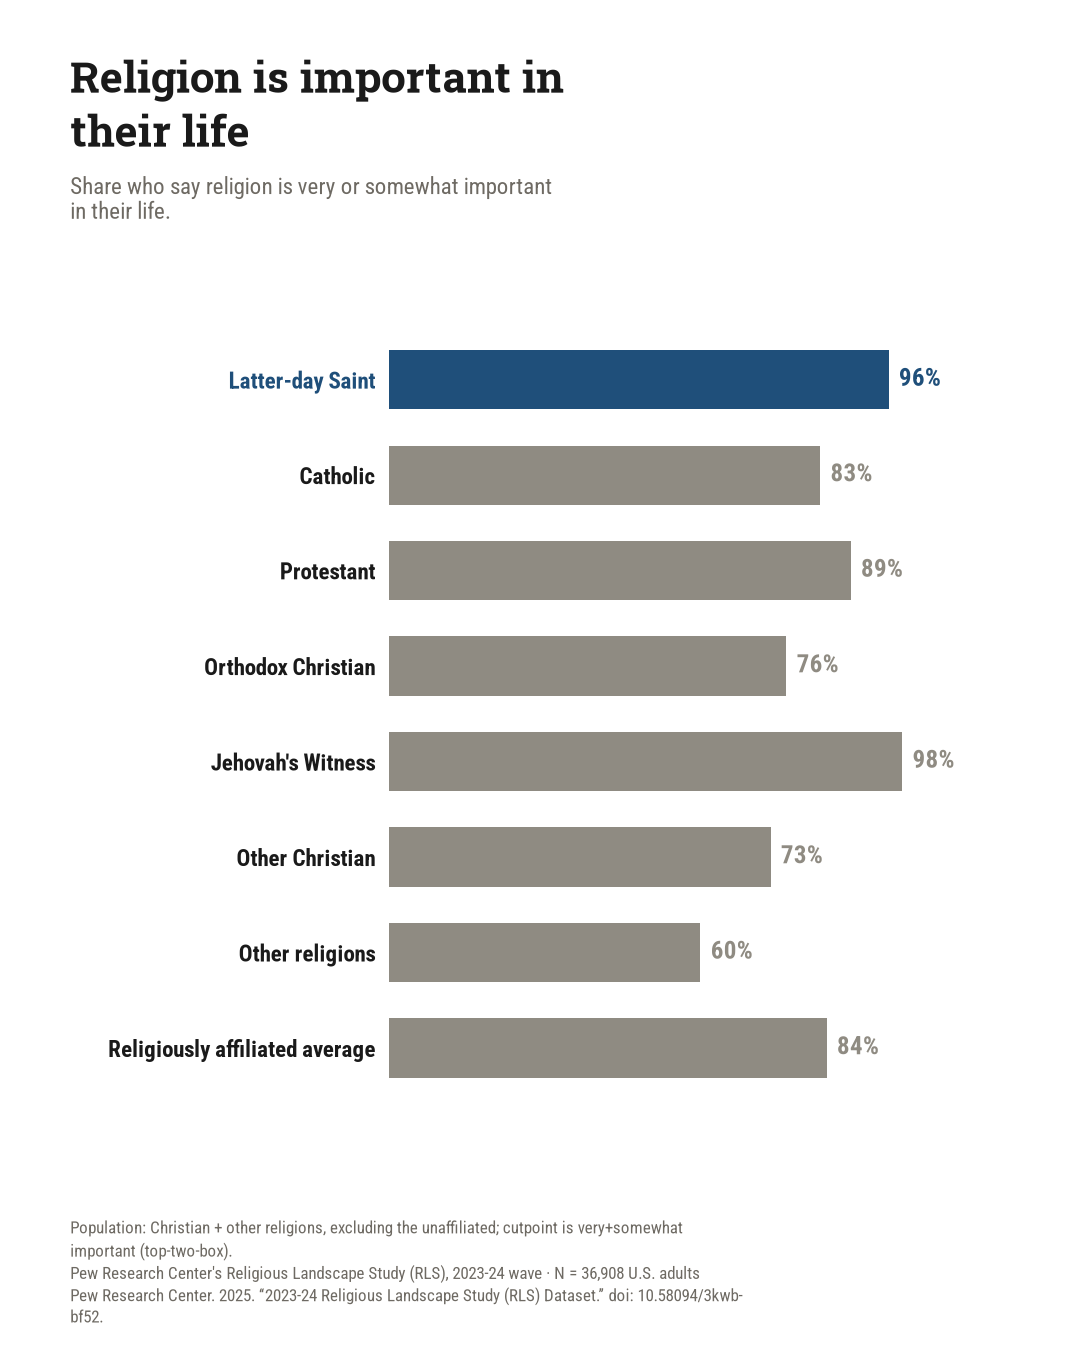 Religion is important in
their life
Share who say religion is very or somewhat important
in their life.
Latter-day Saint 96%
Catholic 83%
Protestant 89%
Orthodox Christian 76%
Jehovah's Witness 98%
Other Christian 73%
Other religions 60%
Religiously affiliated average 84%
Population: Christian + other religions, excluding the unaffiliated; cutpoint is very+somewhat
important (top-two-box).
Pew Research Center's Religious Landscape Study (RLS), 2023-24 wave · N = 36,908 U.S. adults
Pew Research Center. 2025. “2023-24 Religious Landscape Study (RLS) Dataset.” doi: 10.58094/3kwb-
bf52.